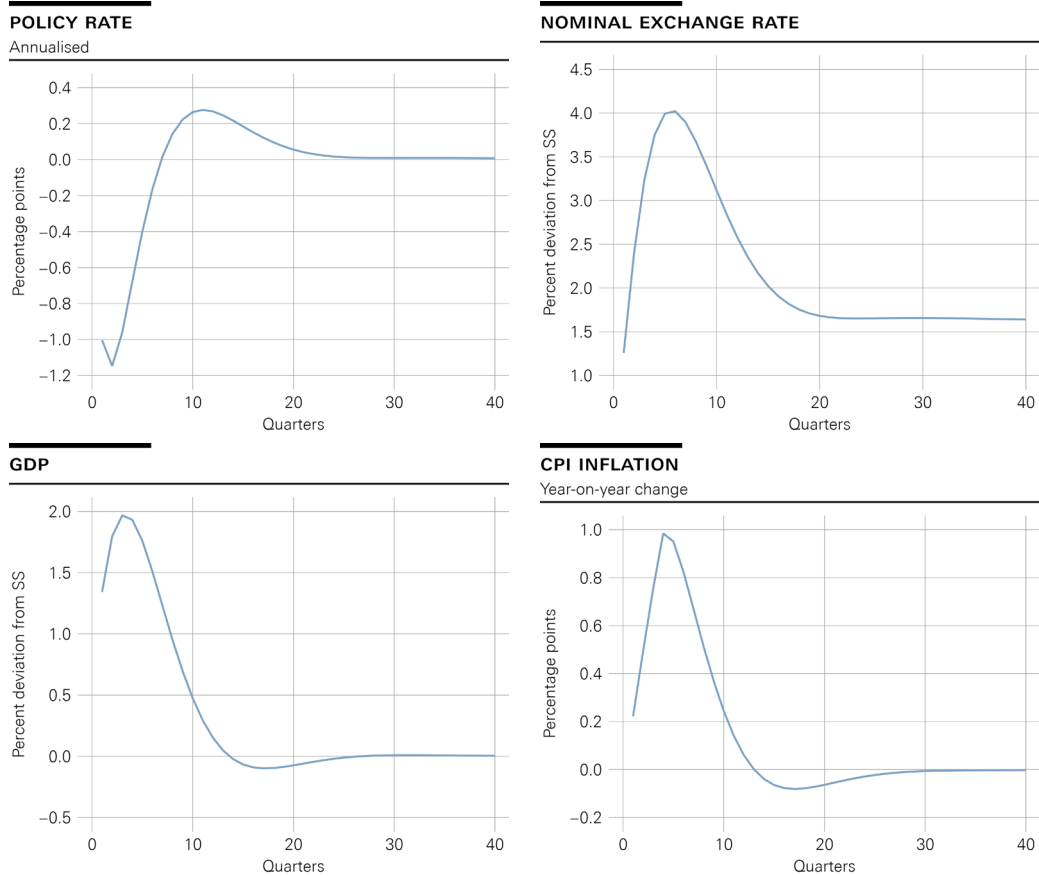 POLICY RATE
Annualised
Percentage points
0.4
0.2
0.0
−0.2
−0.4
−0.6
−0.8
−1.0
−1.2
0 10 20 30 40
Quarters
NOMINAL EXCHANGE RATE
Percent deviation from SS
4.5
4.0
3.5
3.0
2.5
2.0
1.5
1.0
0 10 20 30 40
Quarters
GDP
Percent deviation from SS
2.0
1.5
1.0
0.5
0.0
−0.5
0 10 20 30 40
Quarters
CPI INFLATION
Year-on-year change
Percentage points
1.0
0.8
0.6
0.4
0.2
0.0
−0.2
0 10 20 30 40
Quarters